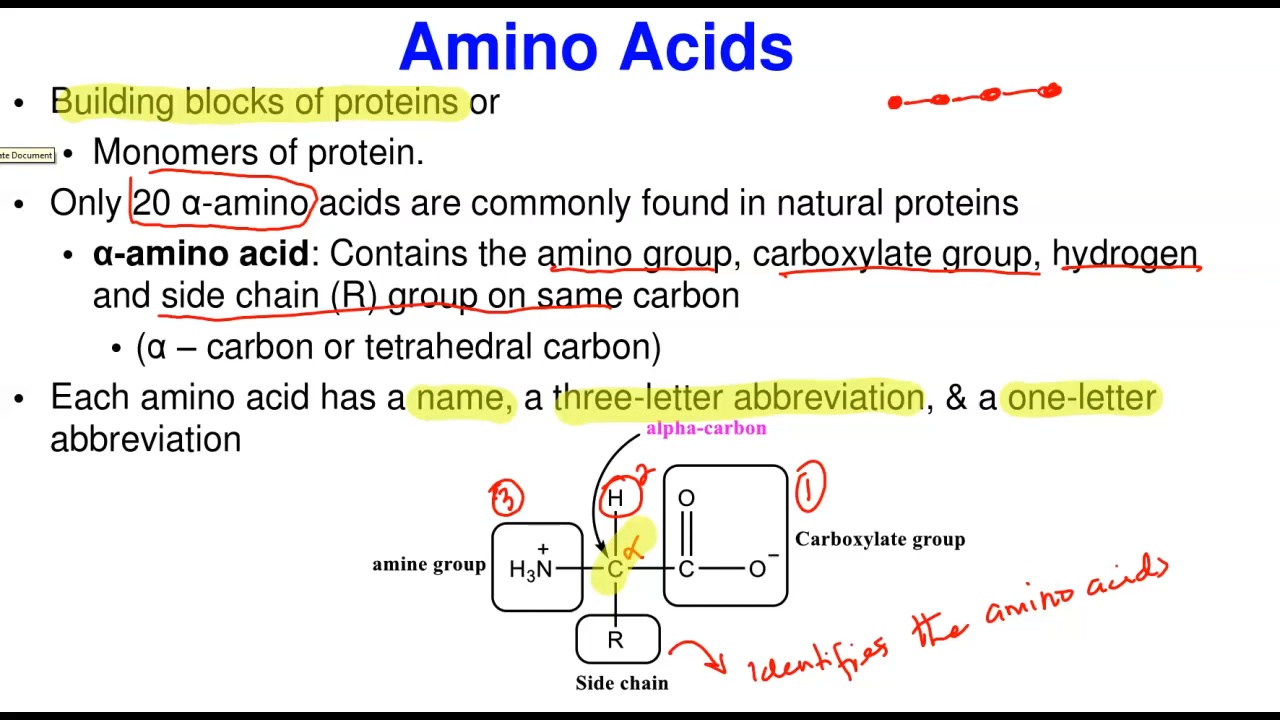 Amino Acids
• Building blocks of proteins or
ate Document
• Monomers of protein.
• Only 20 α-amino acids are commonly found in natural proteins
• α-amino acid: Contains the amino group, carboxylate group, hydrogen
and side chain (R) group on same carbon
• (α – carbon or tetrahedral carbon)
• Each amino acid has a name, a three-letter abbreviation, & a one-letter
abbreviation
alpha-carbon
3 H 2 O 1
Carboxylate group
amine group H₃N⁺ C α C O⁻
R
Side chain
identifies the amino acids